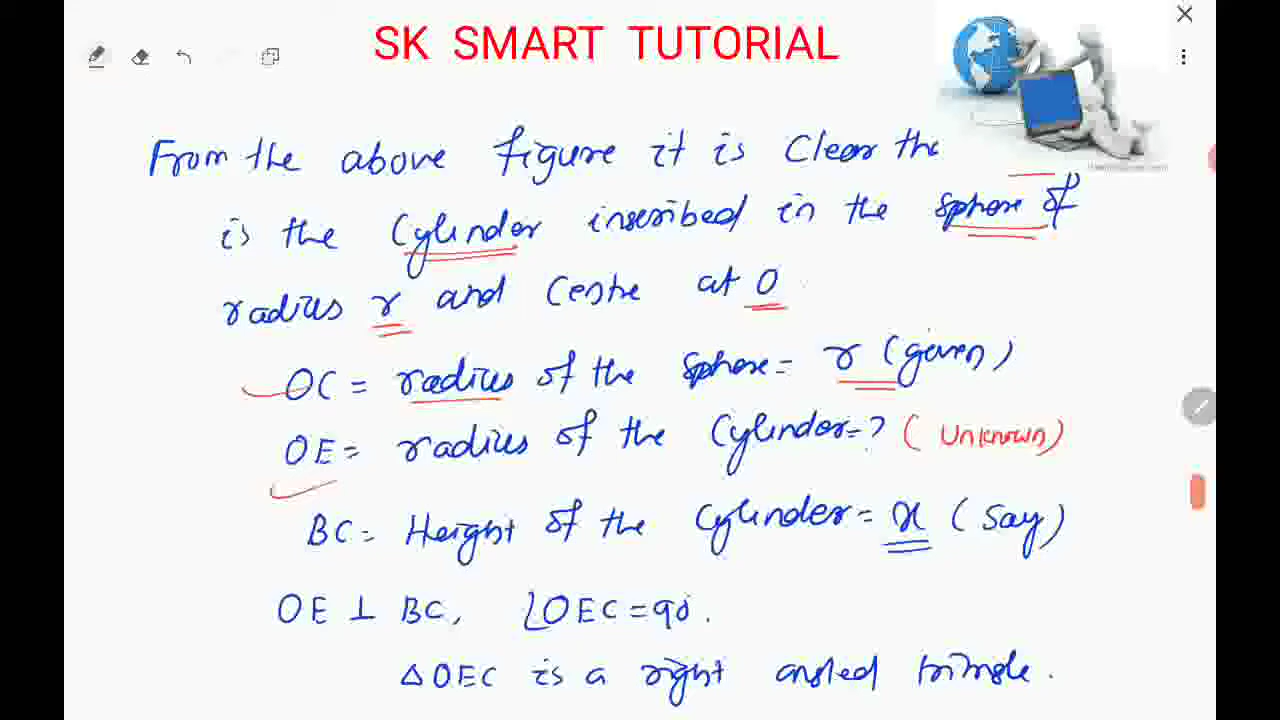 SK SMART TUTORIAL
From the above figure it is Clear tha
is the Cylinder inscribed in the sphere of
radius r and Centre at O
OC = radius of the sphere = r (given)
OE = radius of the Cylinder = ? (Unknown)
BC = Height of the Cylinder = x (Say)
OE ⊥ BC, ∠OEC = 90°.
△OEC is a right angled triangle.